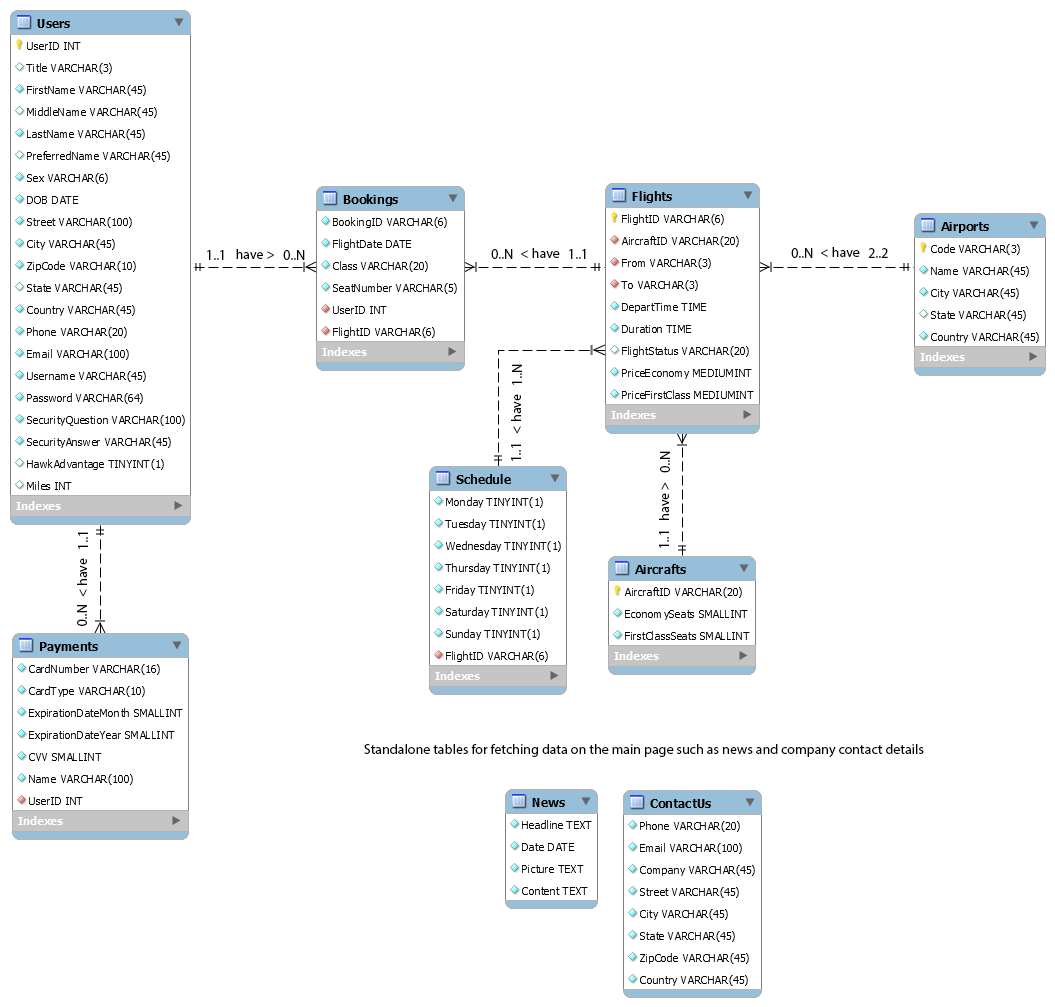 Users
UserID INT
Title VARCHAR(3)
FirstName VARCHAR(45)
MiddleName VARCHAR(45)
LastName VARCHAR(45)
PreferredName VARCHAR(45)
Sex VARCHAR(6)
DOB DATE
Street VARCHAR(100)
City VARCHAR(45)
ZipCode VARCHAR(10)
State VARCHAR(45)
Country VARCHAR(45)
Phone VARCHAR(20)
Email VARCHAR(100)
Username VARCHAR(45)
Password VARCHAR(64)
SecurityQuestion VARCHAR(100)
SecurityAnswer VARCHAR(45)
HawkAdvantage TINYINT(1)
Miles INT
Indexes
1..1 have > 0..N
Bookings
BookingID VARCHAR(6)
FlightDate DATE
Class VARCHAR(20)
SeatNumber VARCHAR(5)
UserID INT
FlightID VARCHAR(6)
Indexes
0..N < have 1..1
Flights
FlightID VARCHAR(6)
AircraftID VARCHAR(20)
From VARCHAR(3)
To VARCHAR(3)
DepartTime TIME
Duration TIME
FlightStatus VARCHAR(20)
PriceEconomy MEDIUMINT
PriceFirstClass MEDIUMINT
Indexes
0..N < have 2..2
Airports
Code VARCHAR(3)
Name VARCHAR(45)
City VARCHAR(45)
State VARCHAR(45)
Country VARCHAR(45)
Indexes
1..1 < have 1..N
Schedule
Monday TINYINT(1)
Tuesday TINYINT(1)
Wednesday TINYINT(1)
Thursday TINYINT(1)
Friday TINYINT(1)
Saturday TINYINT(1)
Sunday TINYINT(1)
FlightID VARCHAR(6)
Indexes
1..1 have > 0..N
Aircrafts
AircraftID VARCHAR(20)
EconomySeats SMALLINT
FirstClassSeats SMALLINT
Indexes
0..N < have 1..1
Payments
CardNumber VARCHAR(16)
CardType VARCHAR(10)
ExpirationDateMonth SMALLINT
ExpirationDateYear SMALLINT
CVV SMALLINT
Name VARCHAR(100)
UserID INT
Indexes
Standalone tables for fetching data on the main page such as news and company contact details
News
Headline TEXT
Date DATE
Picture TEXT
Content TEXT
ContactUs
Phone VARCHAR(20)
Email VARCHAR(100)
Company VARCHAR(45)
Street VARCHAR(45)
City VARCHAR(45)
State VARCHAR(45)
ZipCode VARCHAR(45)
Country VARCHAR(45)